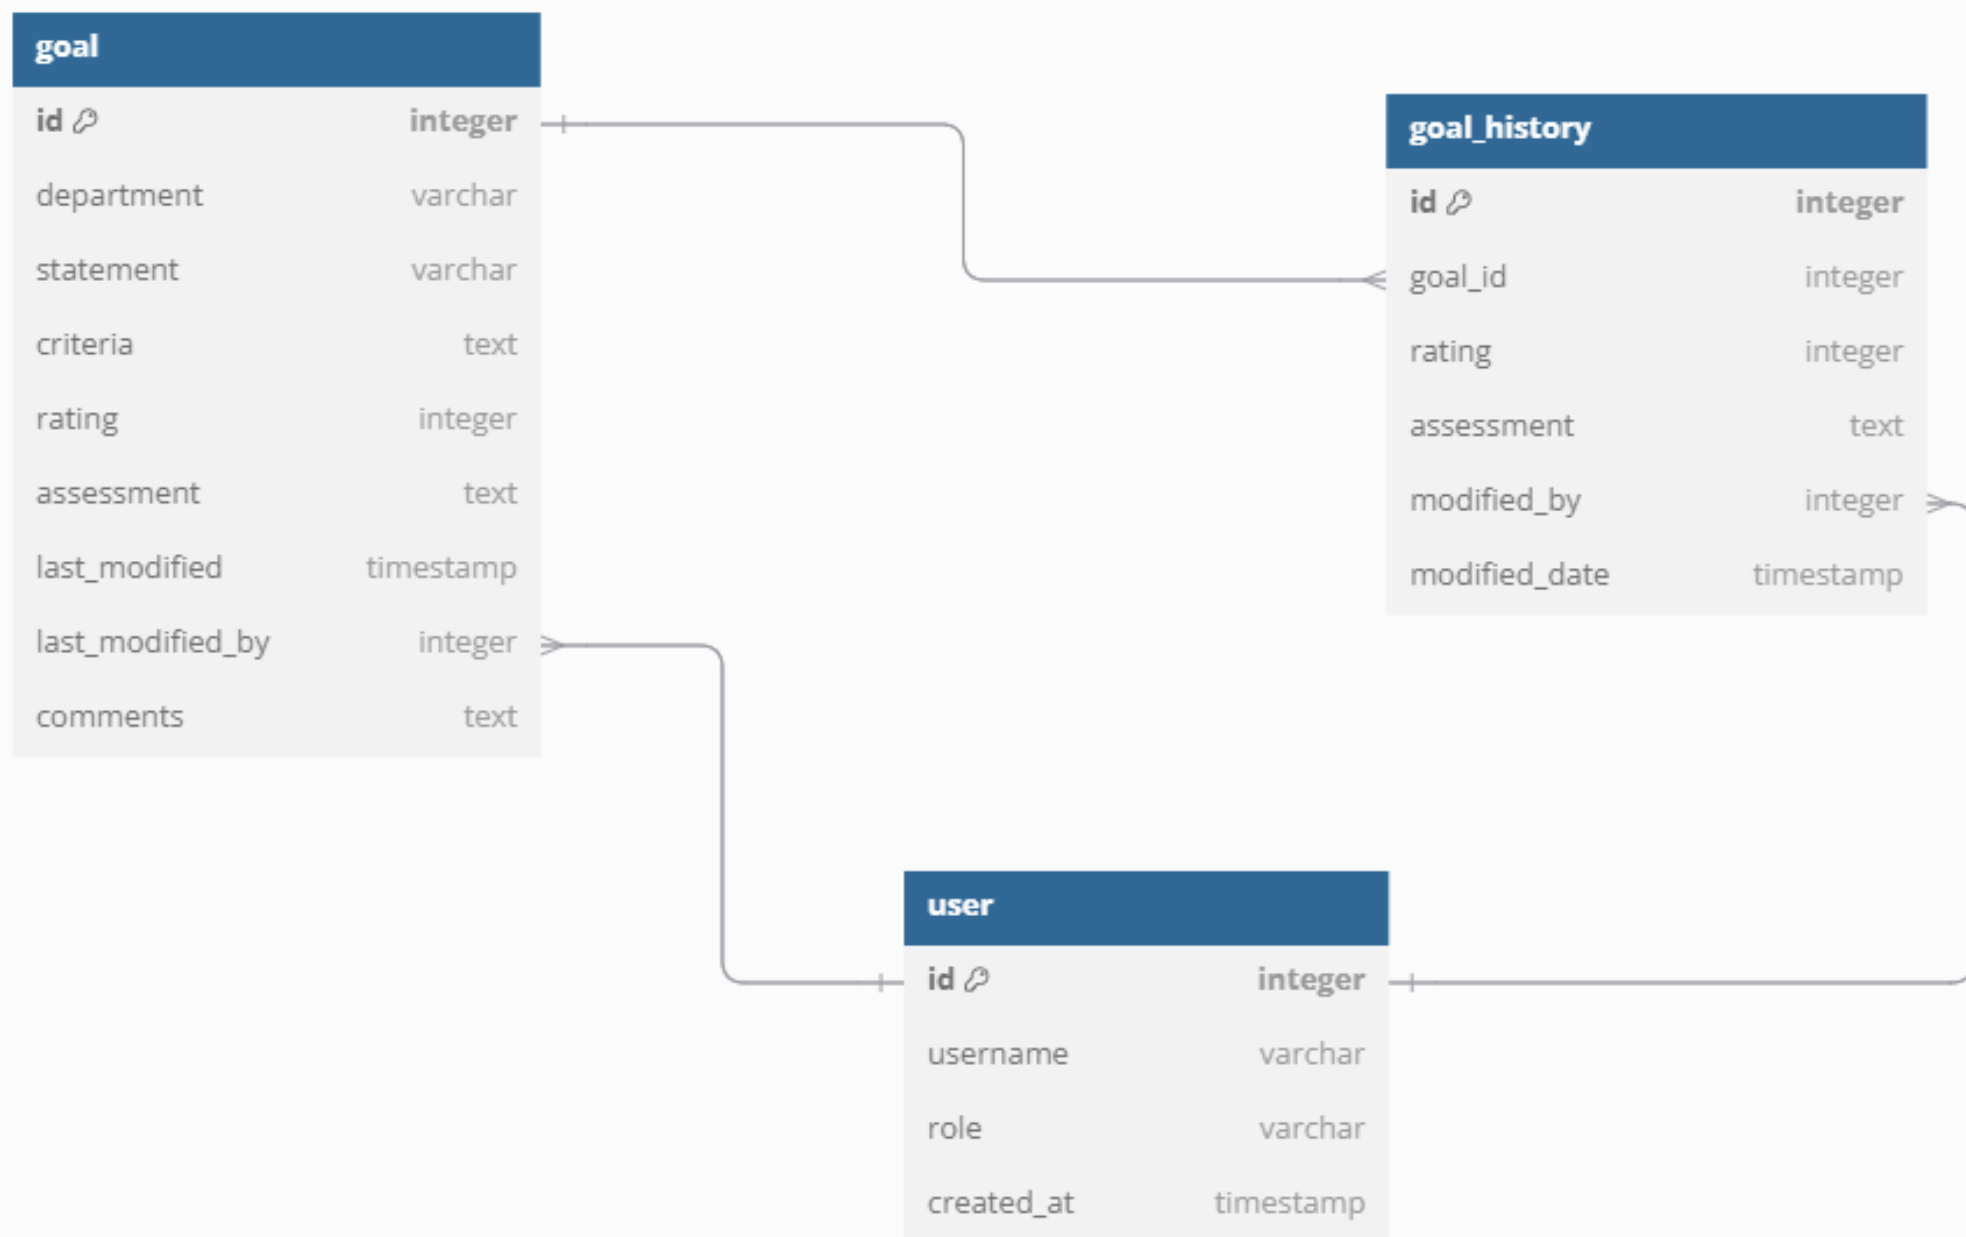 goal
id integer
department varchar
statement varchar
criteria text
rating integer
assessment text
last_modified timestamp
last_modified_by integer
comments text
goal_history
id integer
goal_id integer
rating integer
assessment text
modified_by integer
modified_date timestamp
user
id integer
username varchar
role varchar
created_at timestamp